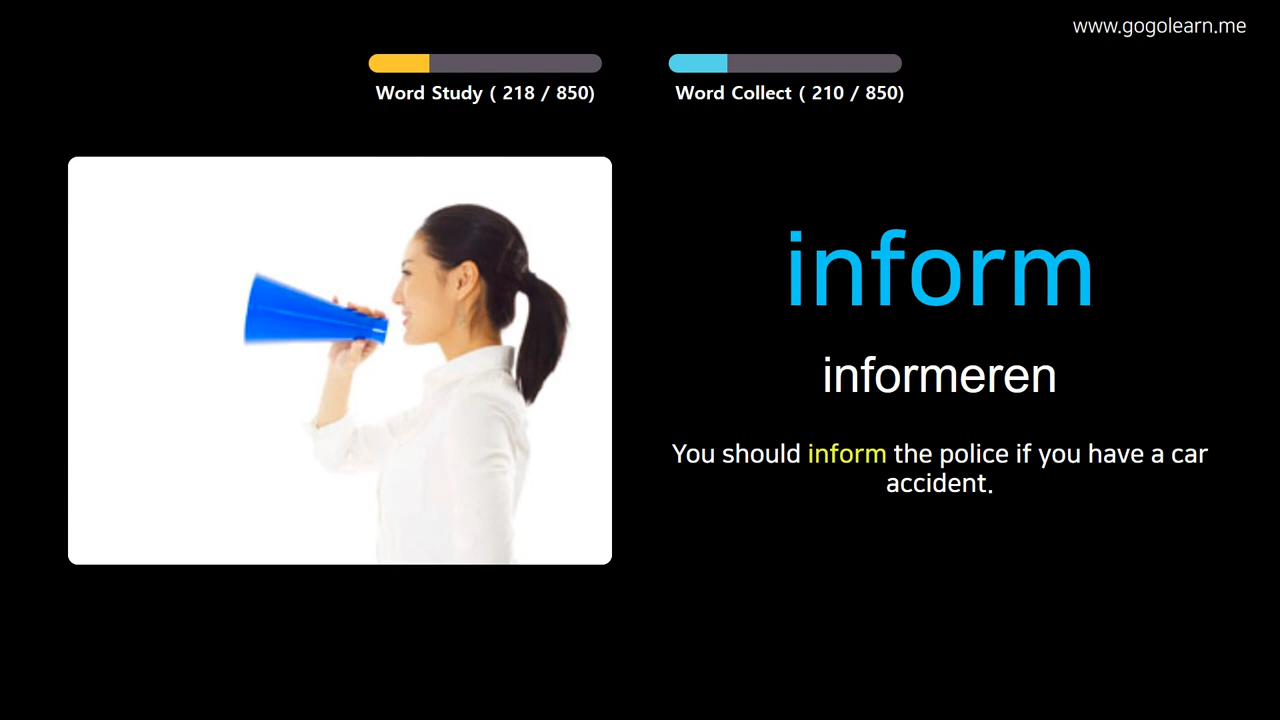 www.gogolearn.me
Word Study ( 218 / 850)
Word Collect ( 210 / 850)
inform
informeren
You should inform the police if you have a car
accident.